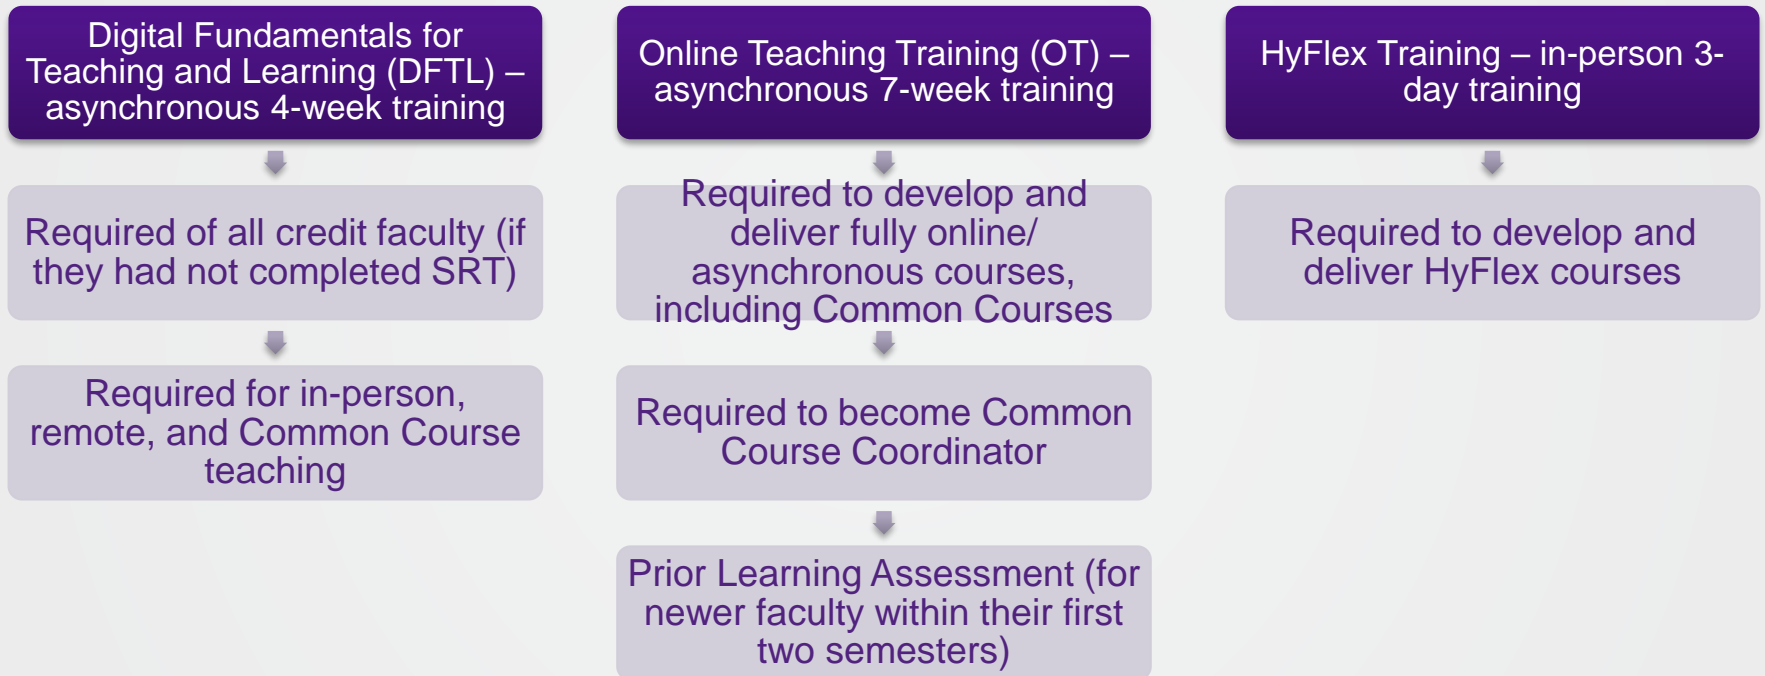 Digital Fundamentals for
Teaching and Learning (DFTL) –
asynchronous 4-week training
Required of all credit faculty (if
they had not completed SRT)
Required for in-person,
remote, and Common Course
teaching
Online Teaching Training (OT) –
asynchronous 7-week training
Required to develop and
deliver fully online/
asynchronous courses,
including Common Courses
Required to become Common
Course Coordinator
Prior Learning Assessment (for
newer faculty within their first
two semesters)
HyFlex Training – in-person 3-
day training
Required to develop and
deliver HyFlex courses